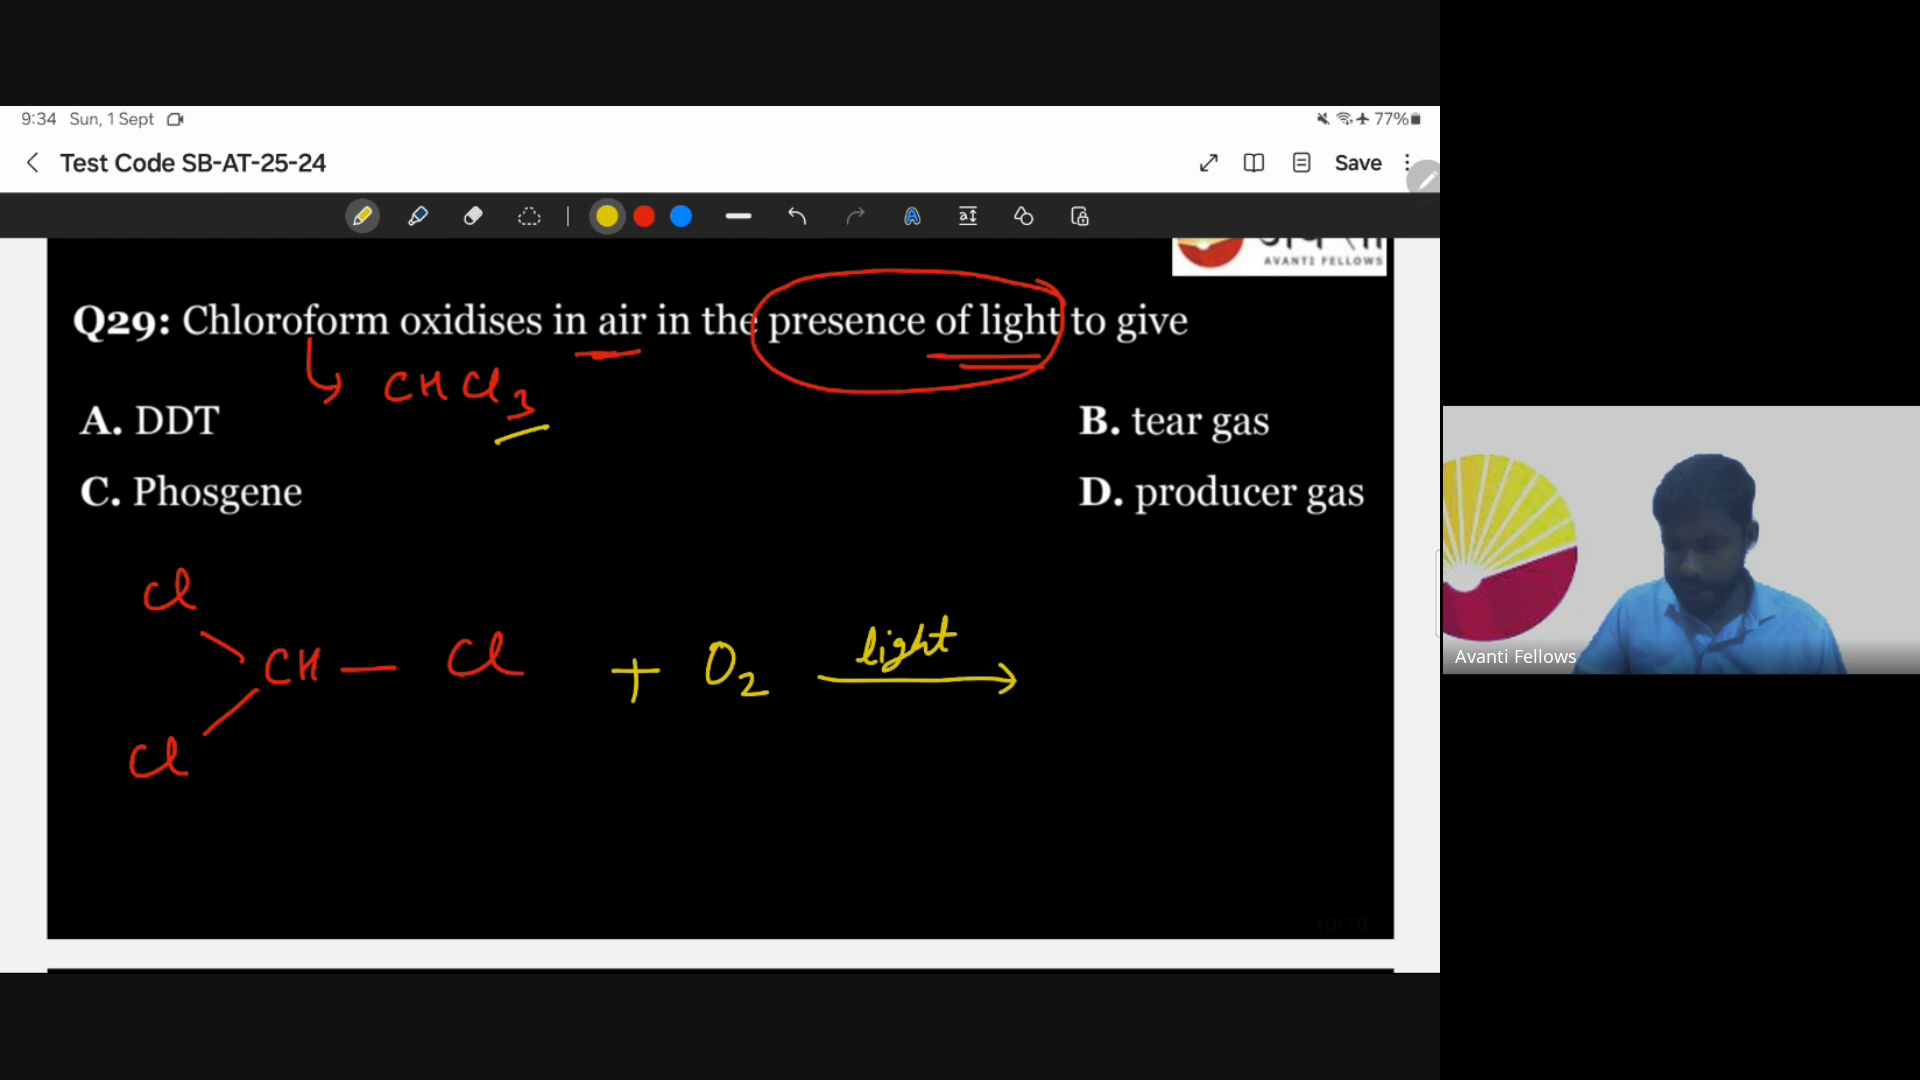 9:34 Sun, 1 Sept 77%
Test Code SB-AT-25-24 Save
AVANTI FELLOWS
Q29: Chloroform oxidises in air in the presence of light to give
CHCl3
A. DDT B. tear gas
C. Phosgene D. producer gas
Cl
CH — Cl + O2 light →
Cl
Avanti Fellows
10/70